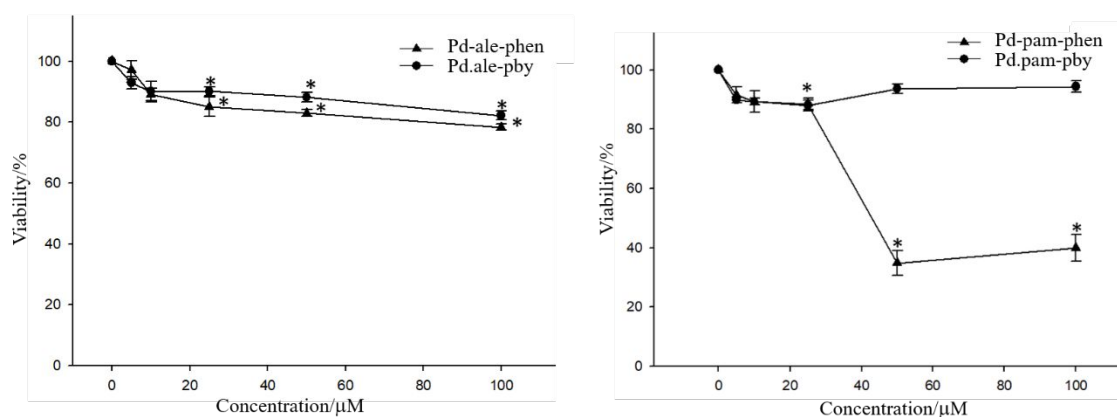 Pd-ale-phen
Pd.ale-pby
100
80
60
40
20
0
Viability/%
* * *
* * *
0 20 40 60 80 100
Concentration/µM
Pd-pam-phen
Pd.pam-pby
100
80
60
40
20
0
Viability/%
*
* *
0 20 40 60 80 100
Concentration/µM